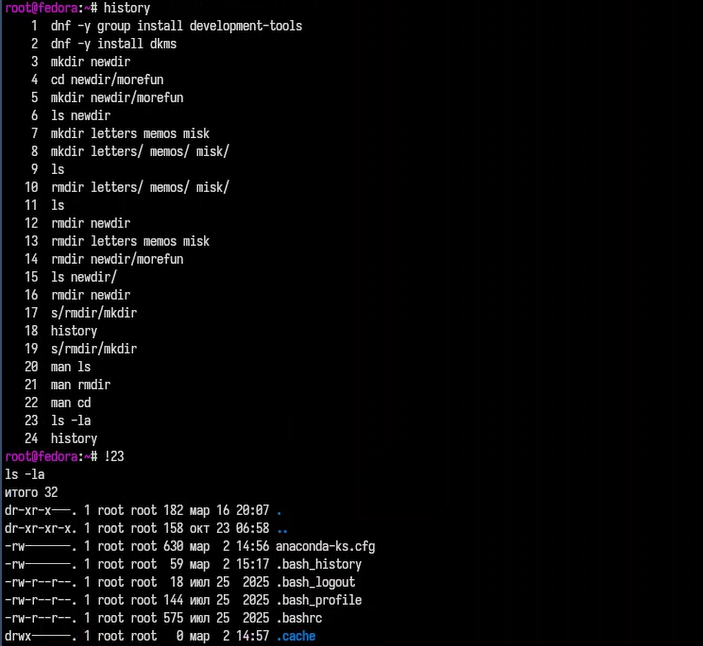 root@fedora:~# history
1 dnf -y group install development-tools
2 dnf -y install dkms
3 mkdir newdir
4 cd newdir/morefun
5 mkdir newdir/morefun
6 ls newdir
7 mkdir letters memos misk
8 mkdir letters/ memos/ misk/
9 ls
10 rmdir letters/ memos/ misk/
11 ls
12 rmdir newdir
13 rmdir letters memos misk
14 rmdir newdir/morefun
15 ls newdir/
16 rmdir newdir
17 s/rmdir/mkdir
18 history
19 s/rmdir/mkdir
20 man ls
21 man rmdir
22 man cd
23 ls -la
24 history
root@fedora:~# !23
ls -la
итого 32
dr-xr-x---. 1 root root 182 мар 16 20:07 .
dr-xr-xr-x. 1 root root 158 окт 23 06:58 ..
-rw-------. 1 root root 630 мар 2 14:56 anaconda-ks.cfg
-rw-------. 1 root root 59 мар 2 15:17 .bash_history
-rw-r--r--. 1 root root 18 июл 25 2025 .bash_logout
-rw-r--r--. 1 root root 144 июл 25 2025 .bash_profile
-rw-r--r--. 1 root root 575 июл 25 2025 .bashrc
drwx------. 1 root root 0 мар 2 14:57 .cache